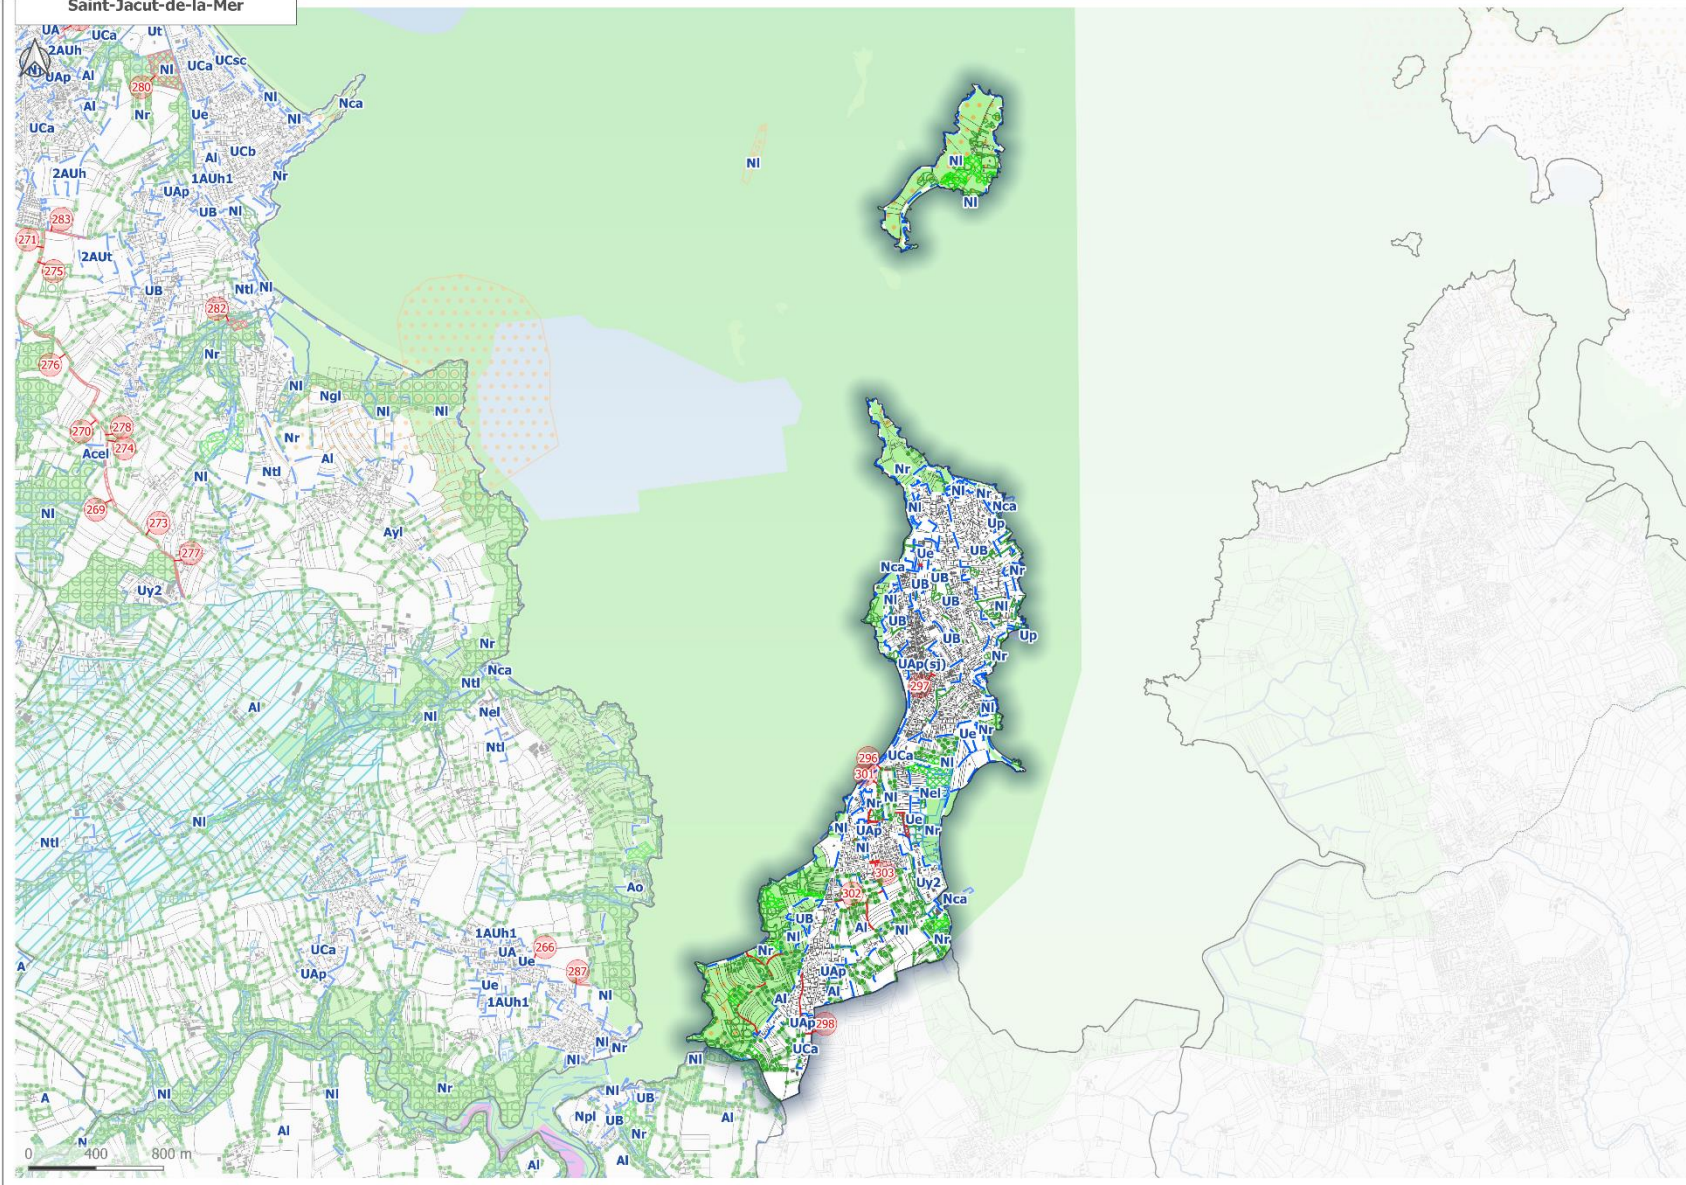 Saint-Jacut-de-la-Mer
UA
UCa
Ut
2AUh
UCa
UCsc
UAp
Al
Nl
280
Nl
Nca
Al
Nr
Ue
Nl
UCa
UCb
Al
2AUh
1AUh1
Nr
UAp
Nl
Nl
Nl
283
UB
Nl
271
2AUt
275
UB
Ntl
Nl
282
Nr
276
Nl
Ngl
Nl
Nl
270
278
Nr
274
Acel
Al
Nr
Nl
Ntl
Nl
Nr
269
Nl
Nl
Nca
273
Up
Ayl
277
Ue
UB
Nca
Nr
Uy2
UB
UB
Nl
UB
Nl
UB
UB
Up
Nr
Nr
Nca
UAp(sj)
Ntl
297
Al
Nel
Nl
Nl
Ntl
Ue
Nr
296
UCa
Nl
301
Nl
Nel
Nr
Ue
Nl
Nl
UAp
Nr
Ntl
Nl
303
Uy2
Ao
302
Nca
UB
1AUh1
Al
Nl
UCa
UA
266
Nl
Nr
Ue
Nr
A
UAp
287
UAp
Ue
Nl
Al
Al
1AUh1
UAp
298
Nl
Nr
UCa
Nl
Nl
Nr
Nl
A
Nl
Nl
UB
Npl
UB
Al
N
Al
Nr
0
400
800 m
Al
Al